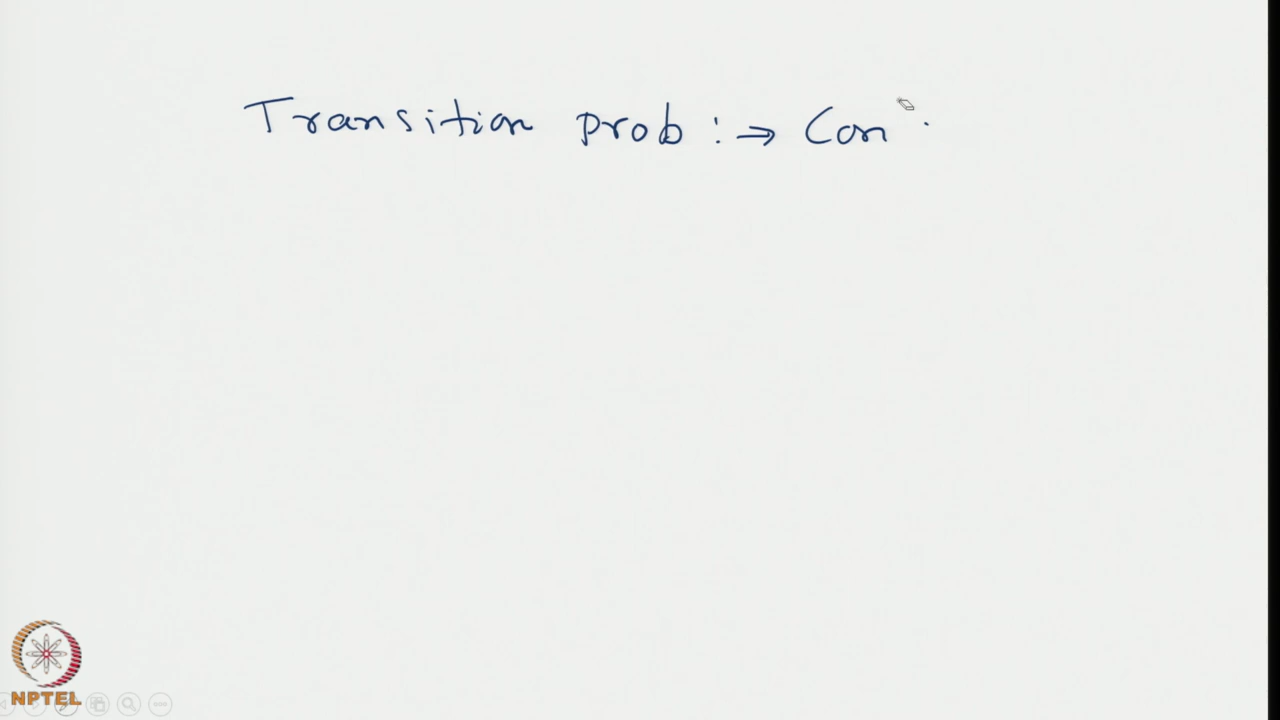 Transition prob : ⇒ Con
NPTEL